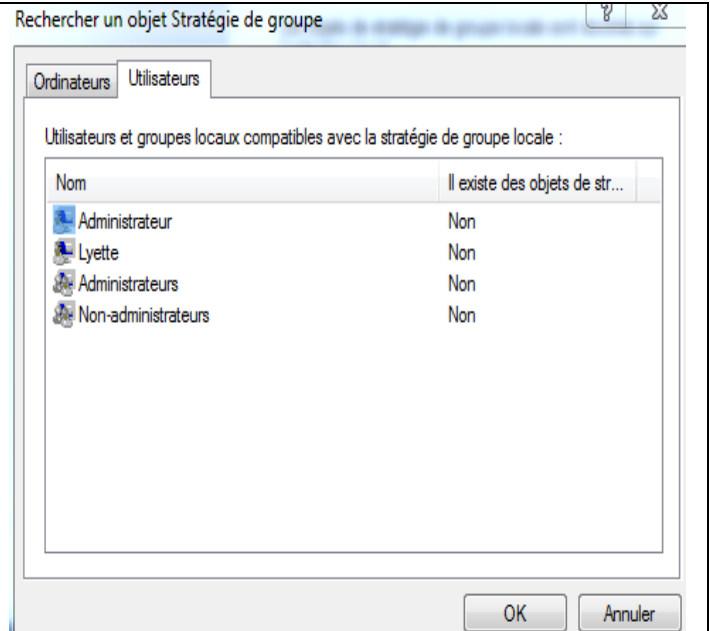 Rechercher un objet Stratégie de groupe
Ordinateurs Utilisateurs
Utilisateurs et groupes locaux compatibles avec la stratégie de groupe locale :
Nom Il existe des objets de str...
Administrateur Non
Lyette Non
Administrateurs Non
Non-administrateurs Non
OK Annuler